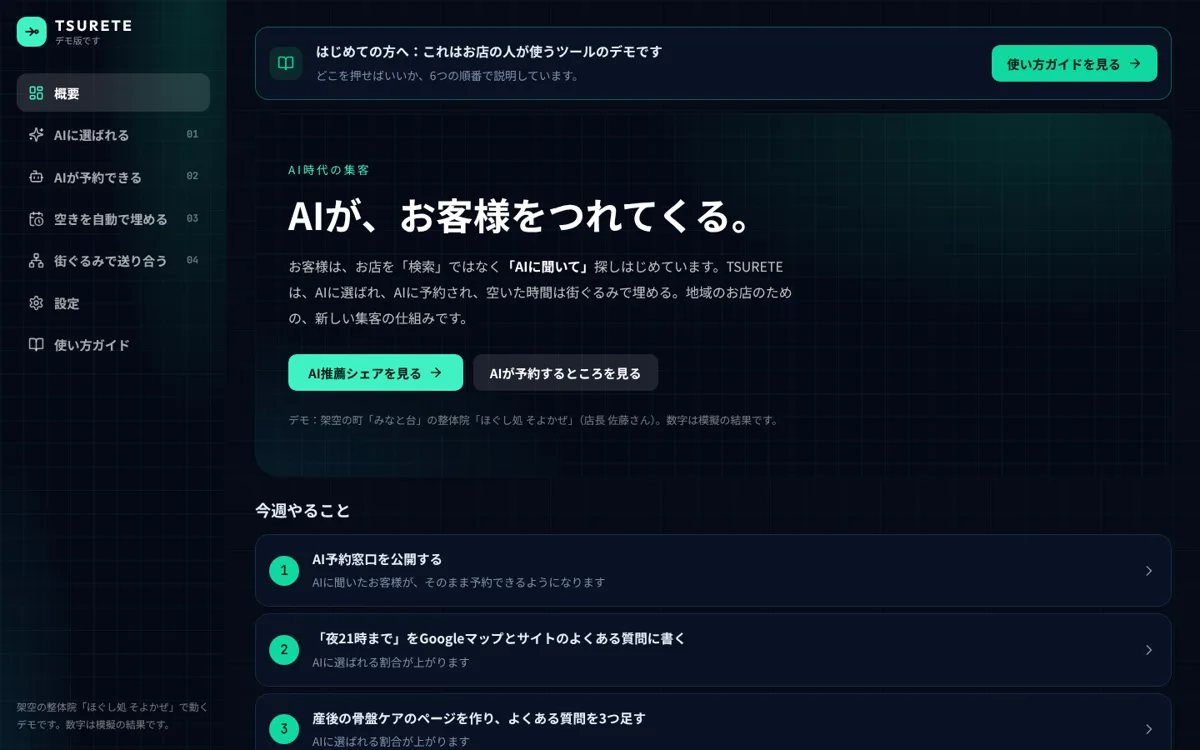 TSURETE
デモ版です
概要
AIに選ばれる 01
AIが予約できる 02
空きを自動で埋める 03
街ぐるみで送り合う 04
設定
使い方ガイド
架空の整体院「ほぐし処 そよかぜ」で動く
デモです。数字は模擬の結果です。
はじめての方へ：これはお店の人が使うツールのデモです
どこを押せばいいか、6つの順番で説明しています。
使い方ガイドを見る →
AI時代の集客
AIが、お客様をつれてくる。
お客様は、お店を「検索」ではなく「AIに聞いて」探しはじめています。TSURETE
は、AIに選ばれ、AIに予約され、空いた時間は街ぐるみで埋める。地域のお店のため
の、新しい集客の仕組みです。
AI推薦シェアを見る →
AIが予約するところを見る
デモ：架空の町「みなと台」の整体院「ほぐし処 そよかぜ」（店長 佐藤さん）。数字は模擬の結果です。
今週やること
1
AI予約窓口を公開する
AIに聞いたお客様が、そのまま予約できるようになります
2
「夜21時まで」をGoogleマップとサイトのよくある質問に書く
AIに選ばれる割合が上がります
3
産後の骨盤ケアのページを作り、よくある質問を3つ足す
AIに選ばれる割合が上がります